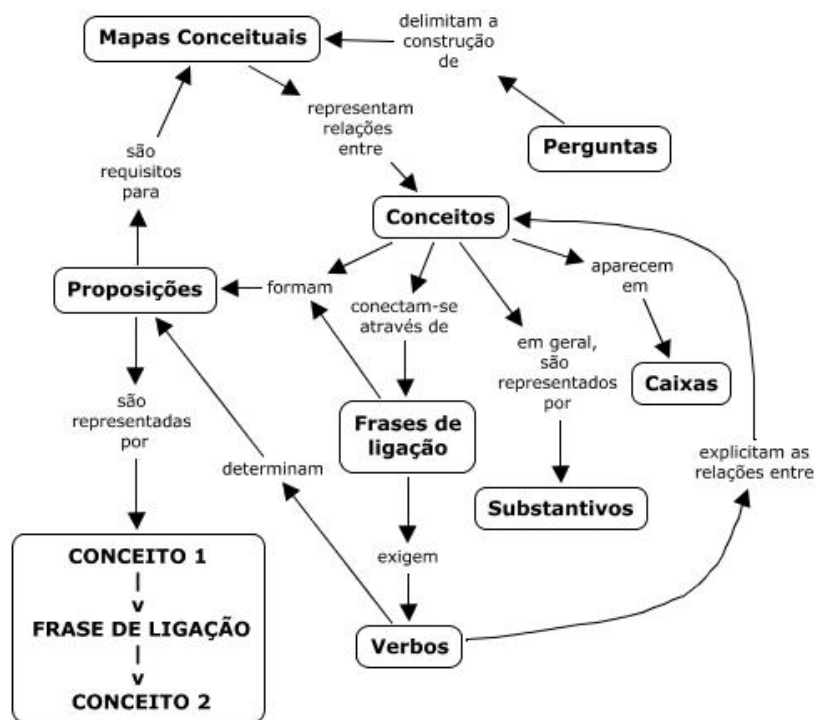 Mapas Conceituais
delimitam a
construção
de
representam
relações
entre
Perguntas
são
requisitos
para
Conceitos
Proposições
formam
conectam-se
através de
aparecem
em
em geral,
são
representados
por
Caixas
são
representadas
por
Frases de
ligação
determinam
explicitam as
relações entre
Substantivos
exigem
CONCEITO 1
|
v
FRASE DE LIGAÇÃO
|
v
CONCEITO 2
Verbos